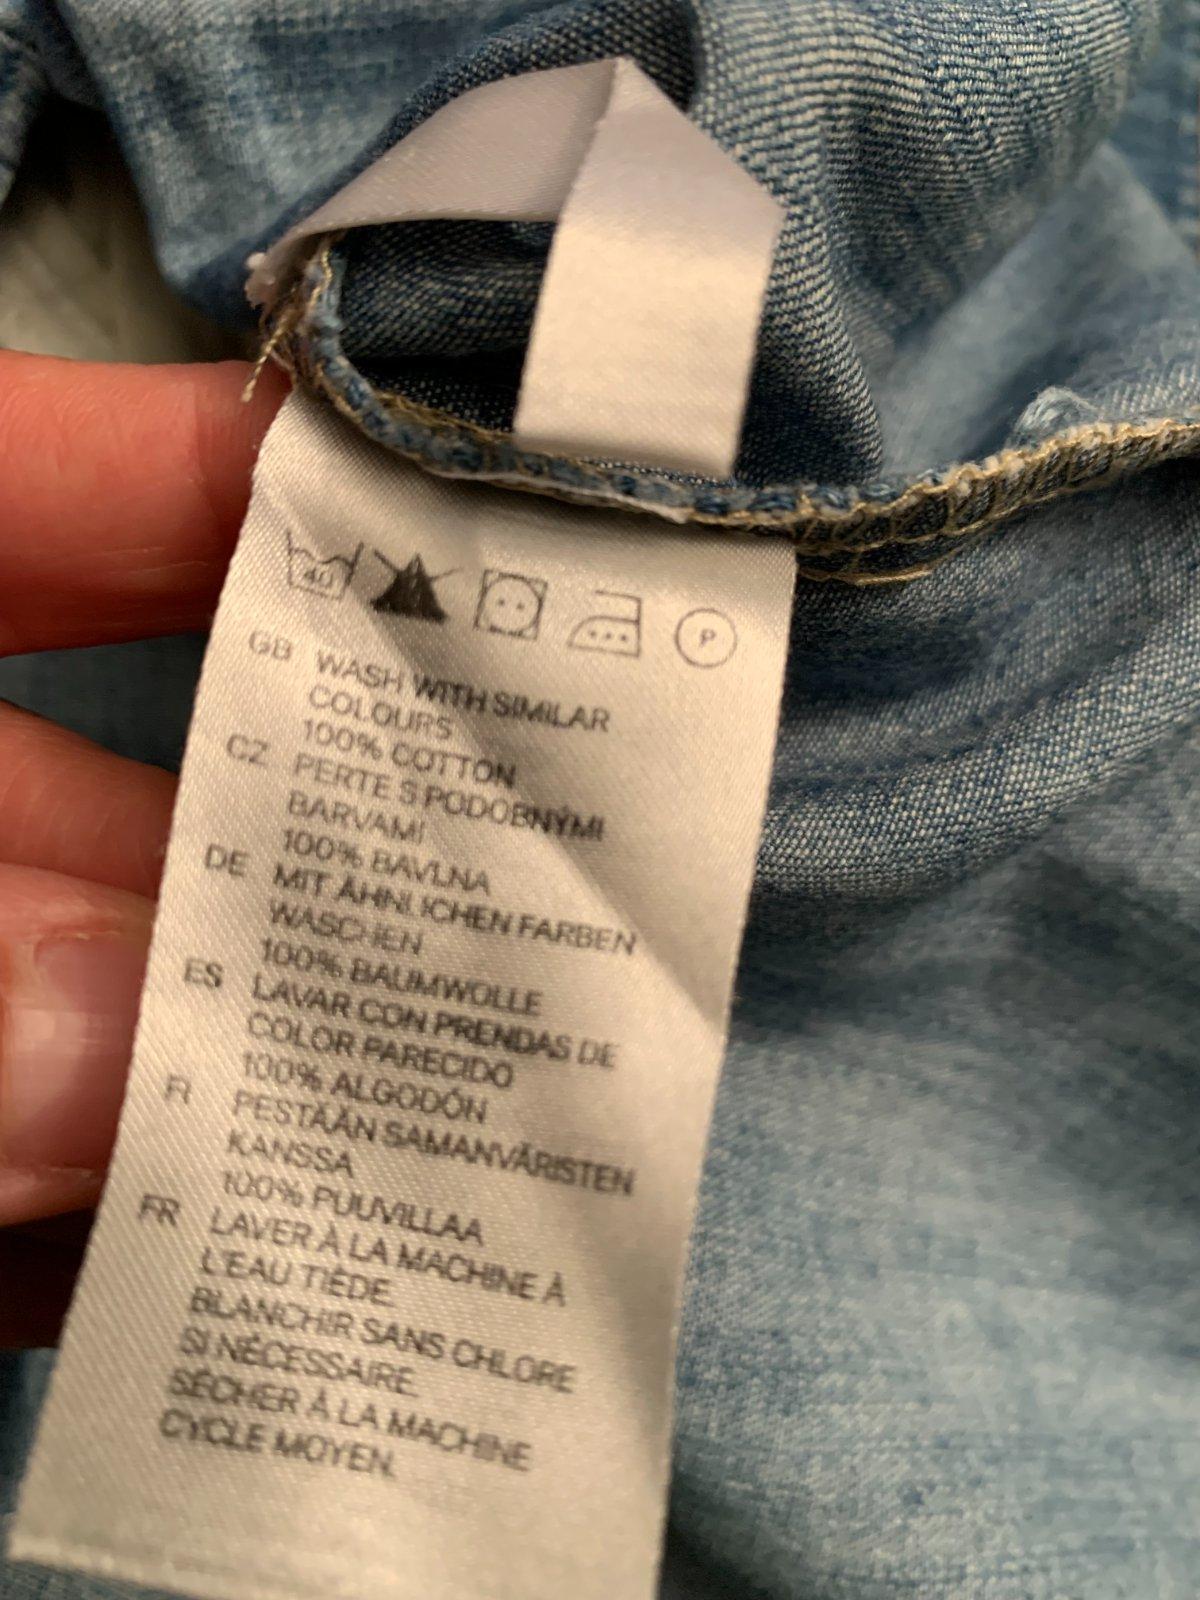 40 P
GB WASH WITH SIMILAR
COLOURS
100% COTTON
CZ PERTE S PODOBNÝMI
BARVAMI
100% BAVLNA
DE MIT ÄHNLICHEN FARBEN
WASCHEN
100% BAUMWOLLE
ES LAVAR CON PRENDAS DE
COLOR PARECIDO
100% ALGODÓN
FI PESTÄÄN SAMANVÄRISTEN
KANSSA
100% PUUVILLAA
FR LAVER À LA MACHINE À
L'EAU TIÈDE.
BLANCHIR SANS CHLORE
SI NÉCESSAIRE.
SÉCHER À LA MACHINE
CYCLE MOYEN.